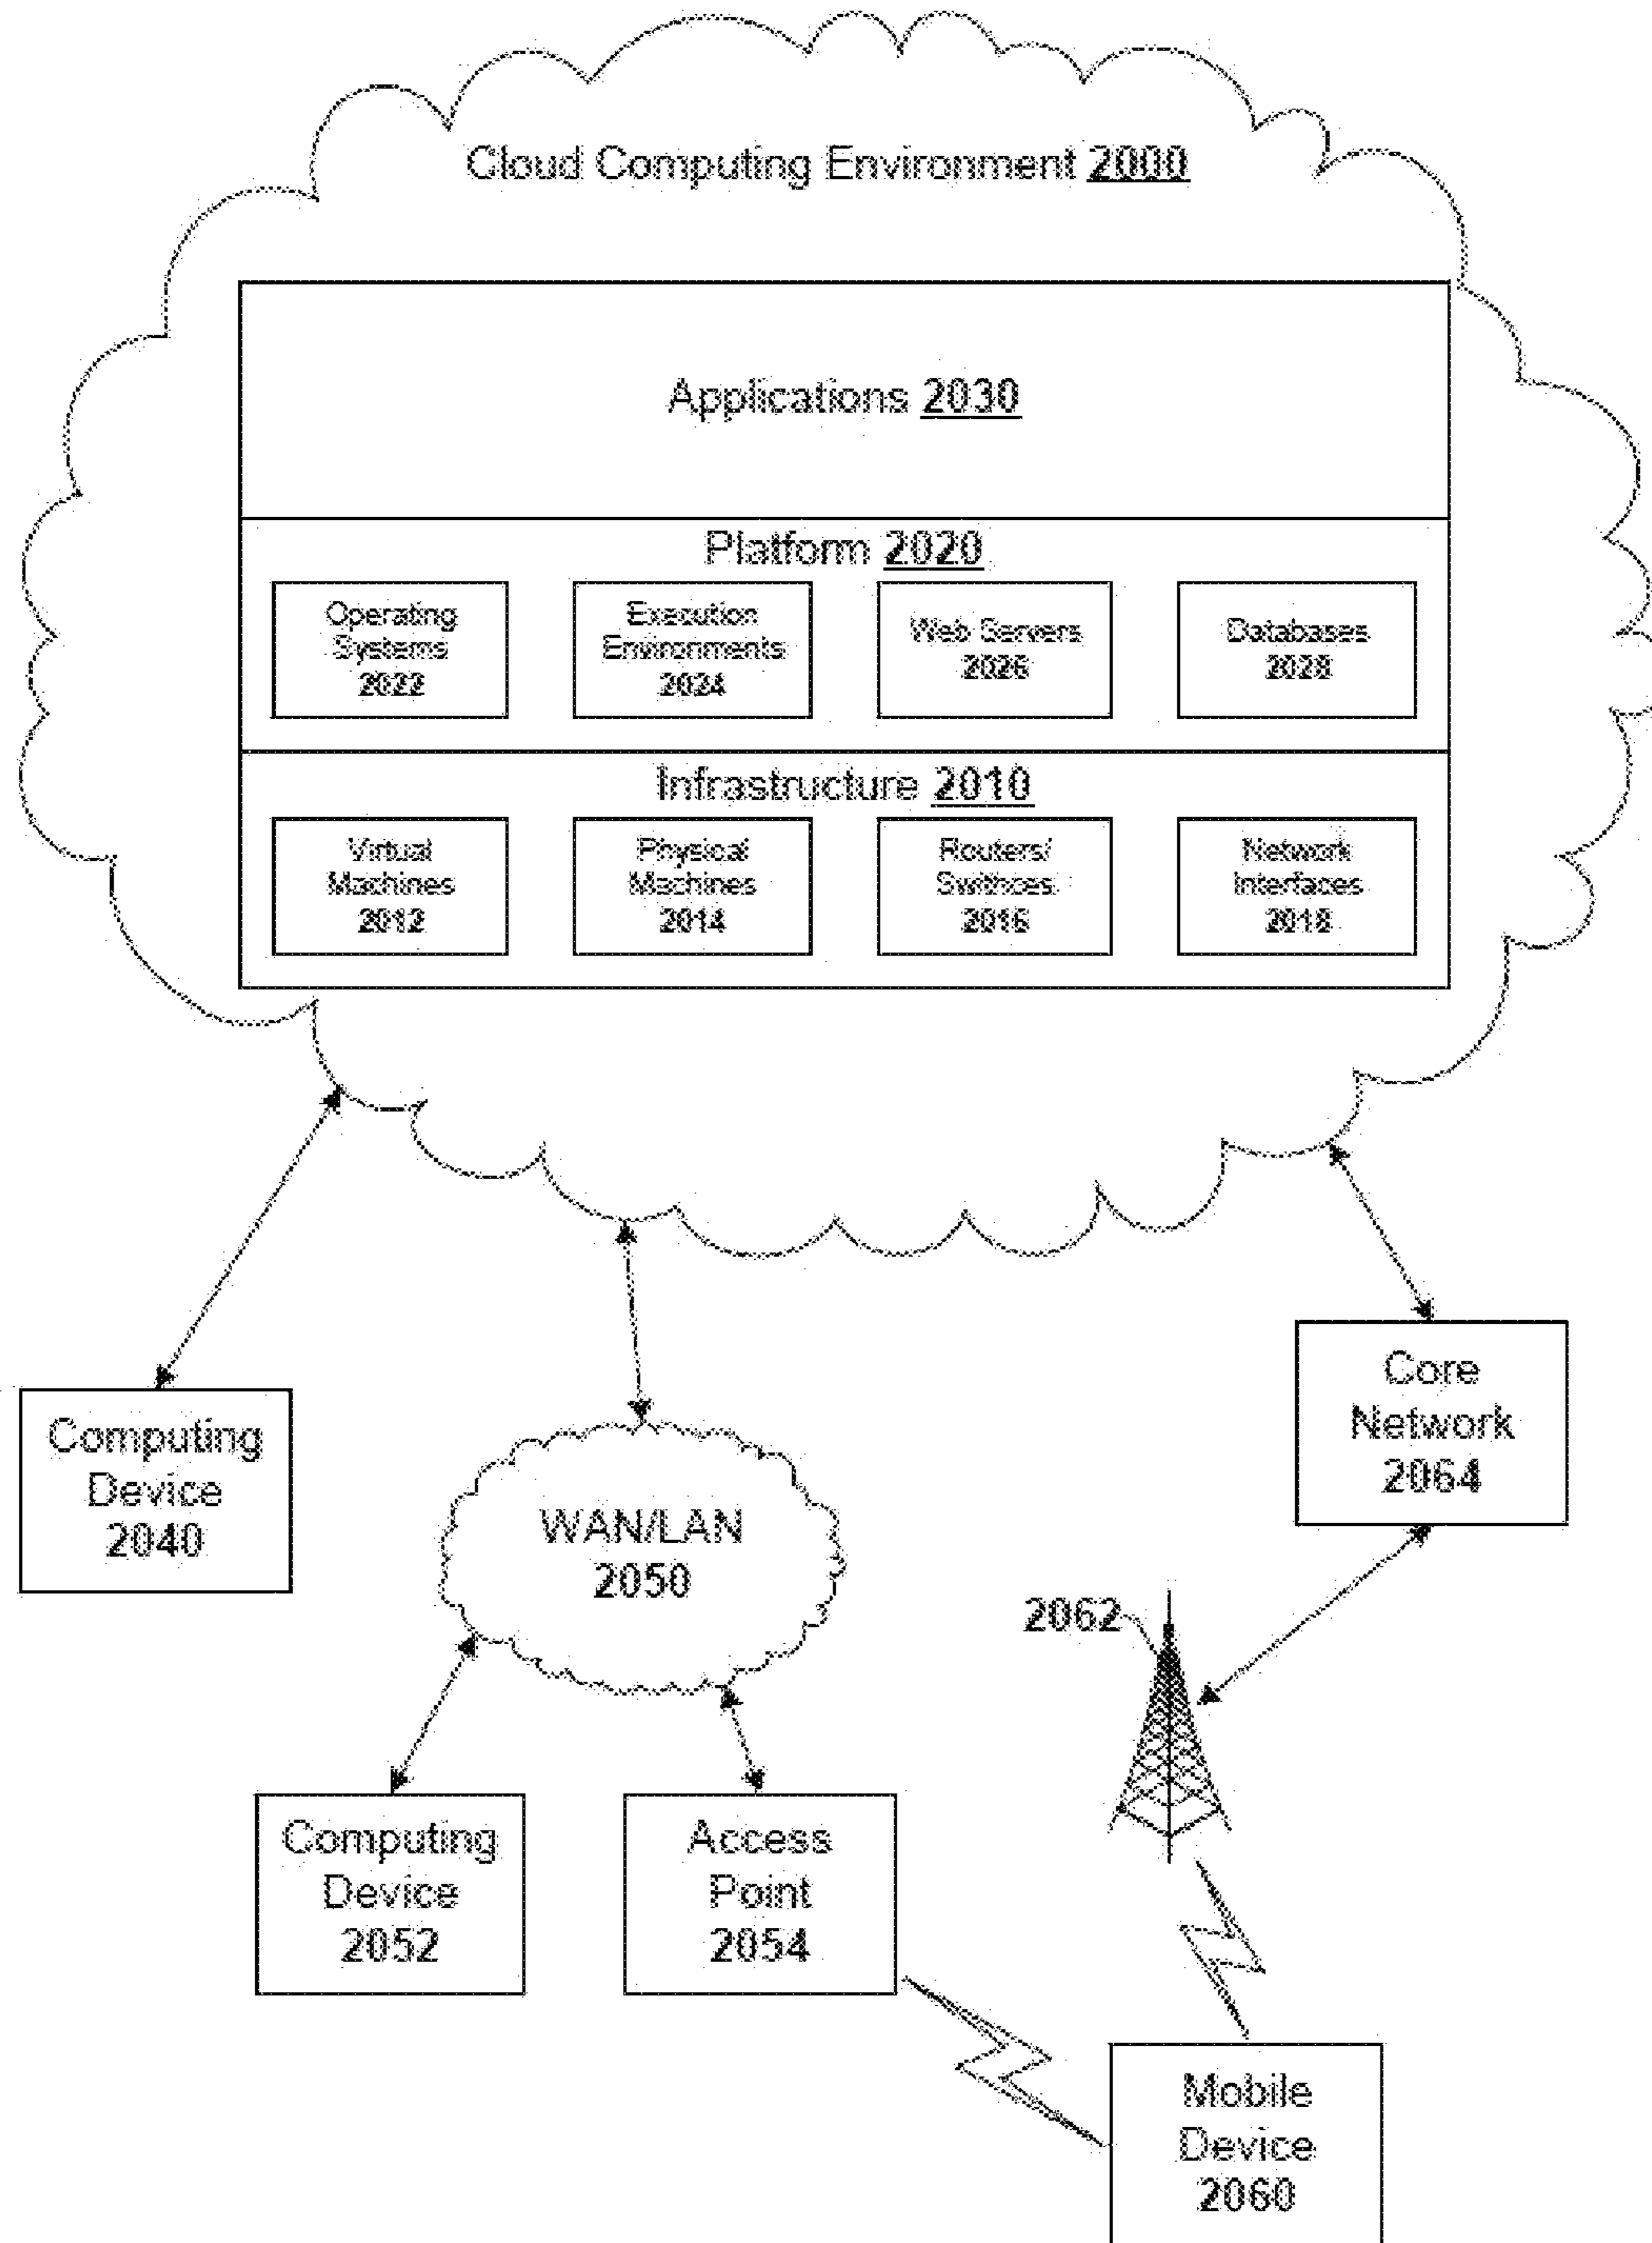 Cloud Computing Environment 2000
Applications 2030
Platform 2020
Operating
Systems
2022
Execution
Environments
2024
Web Servers
2026
Databases
2028
Infrastructure 2010
Virtual
Machines
2012
Physical
Machines
2014
Routers/
Swithces
2016
Network
Interfaces
2018
Computing
Device
2040
WAN/LAN
2050
Core
Network
2064
2062
Computing
Device
2052
Access
Point
2054
Mobile
Device
2060